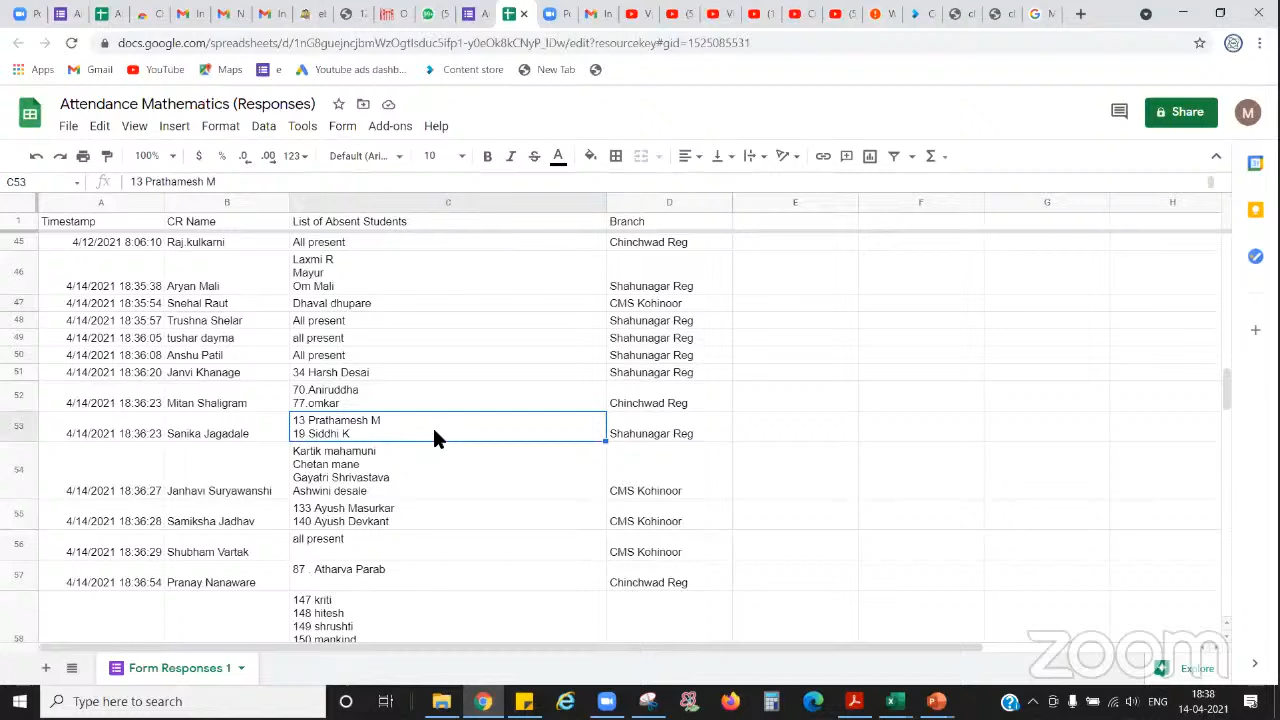 docs.google.com/spreadsheets/d/1nG8guejncjbmWzOgtIsduc5ifp1-y0eOk8kCNyP_IDw/edit?resourcekey#gid=1525085531
Apps Gmail YouTube Maps e Youtube ads dashb... Content store New Tab
Attendance Mathematics (Responses)
File Edit View Insert Format Data Tools Form Add-ons Help
Share
M
100% $ % .0 .00 123 Default (Ari... 10 B I S A
C53 fx 13 Prathamesh M
A B C D E F G H
1 Timestamp CR Name List of Absent Students Branch
45 4/12/2021 8:06:10 Raj.kulkarni All present Chinchwad Reg
Laxmi R
46 Mayur
4/14/2021 18:35:38 Aryan Mali Om Mali Shahunagar Reg
47 4/14/2021 18:35:54 Snehal Raut Dhaval dhupare CMS Kohinoor
48 4/14/2021 18:35:57 Trushna Shelar All present Shahunagar Reg
49 4/14/2021 18:36:05 tushar dayma all present Shahunagar Reg
50 4/14/2021 18:36:08 Anshu Patil All present Shahunagar Reg
51 4/14/2021 18:36:20 Janvi Khanage 34 Harsh Desai Shahunagar Reg
52 70.Aniruddha
4/14/2021 18:36:23 Mitan Shaligram 77.omkar Chinchwad Reg
53 13 Prathamesh M
4/14/2021 18:36:23 Sanika Jagadale 19 Siddhi K Shahunagar Reg
Kartik mahamuni
Chetan mane
54 Gayatri Shrivastava
4/14/2021 18:36:27 Janhavi Suryawanshi Ashwini desale CMS Kohinoor
55 133 Ayush Masurkar
4/14/2021 18:36:28 Samiksha Jadhav 140 Ayush Devkant CMS Kohinoor
56 all present
4/14/2021 18:36:29 Shubham Vartak CMS Kohinoor
57 87 . Atharva Parab
4/14/2021 18:36:54 Pranay Nanaware Chinchwad Reg
147 kriti
148 hitesh
149 shrushti
58 150 mankind
zoom
Form Responses 1 Explore
Type here to search ENG 18:38
14-04-2021